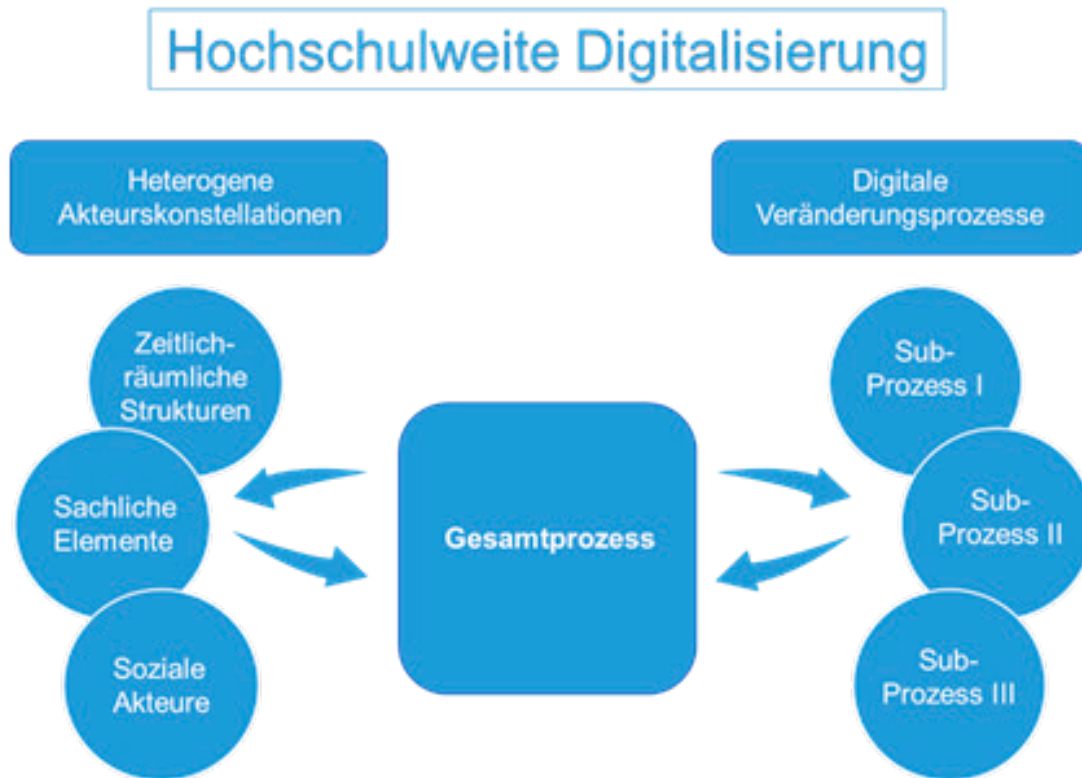 Hochschulweite Digitalisierung
Heterogene
Akteurskonstellationen
Digitale
Veränderungsprozesse
Zeitlich-
räumliche
Strukturen
Sachliche
Elemente
Soziale
Akteure
Gesamtprozess
Sub-
Prozess I
Sub-
Prozess II
Sub-
Prozess III